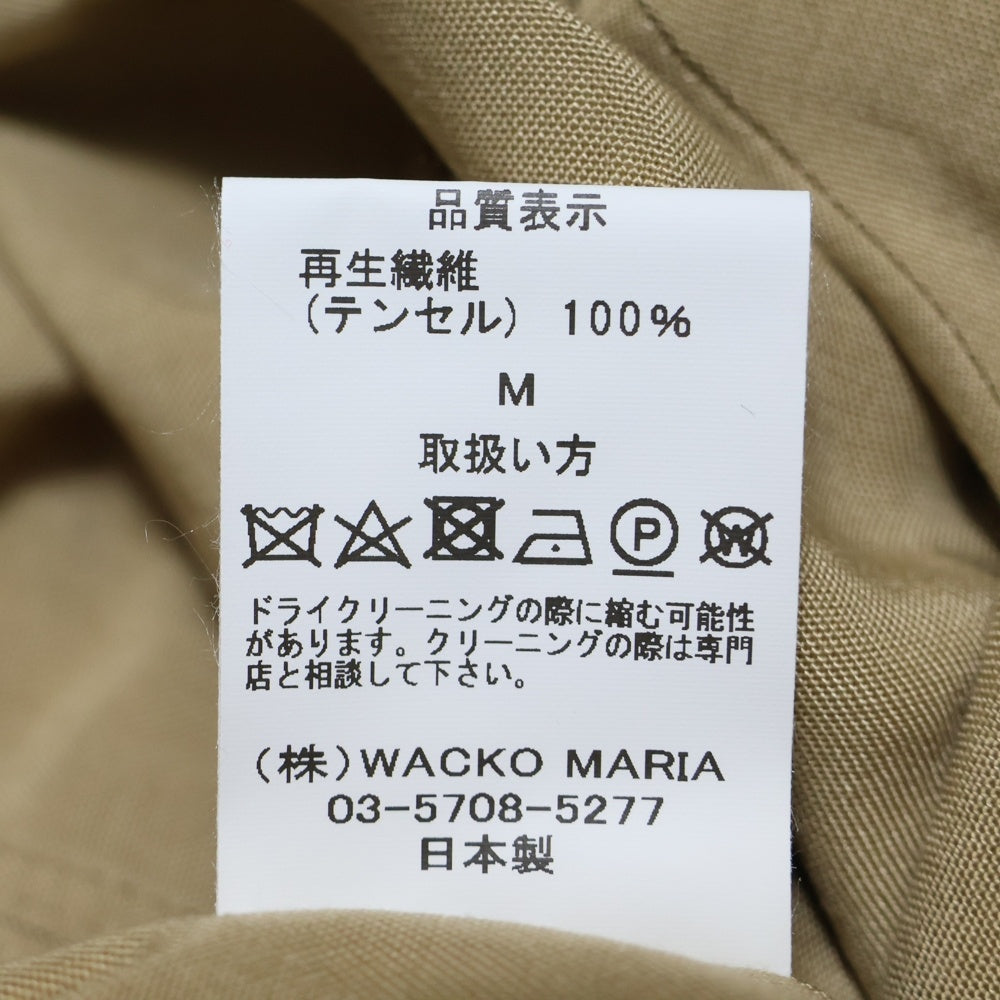 品質表示
再生繊維
(テンセル) 100%
M
取扱い方
P W
ドライクリーニングの際に縮む可能性
があります。クリーニングの際は専門
店と相談して下さい。
(株)WACKO MARIA
03-5708-5277
日本製